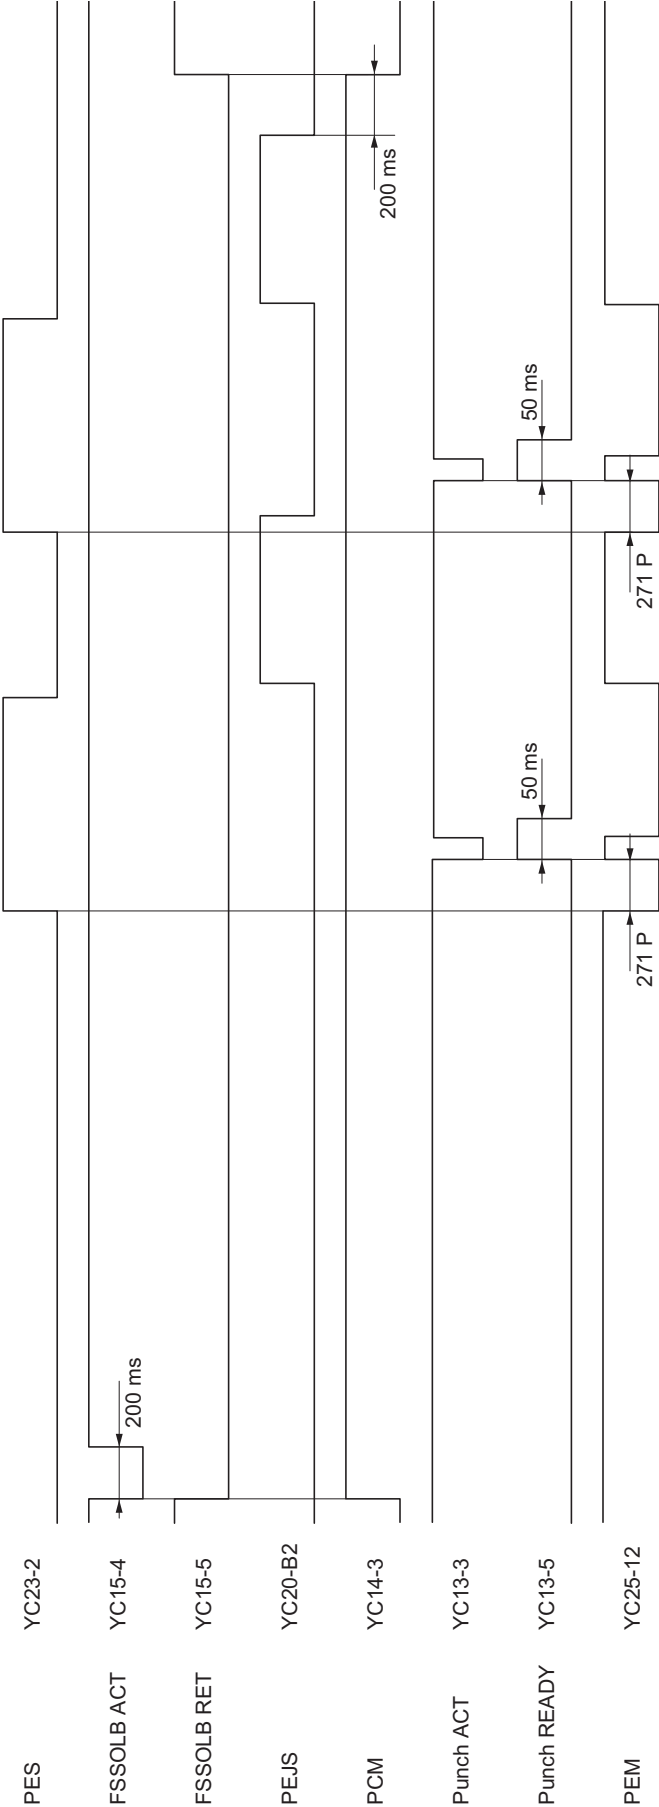 PES YC23-2
FSSOLB ACT YC15-4
200 ms
FSSOLB RET YC15-5
PEJS YC20-B2
PCM YC14-3
200 ms
Punch ACT YC13-3
Punch READY YC13-5
50 ms
50 ms
PEM YC25-12
271 P
271 P